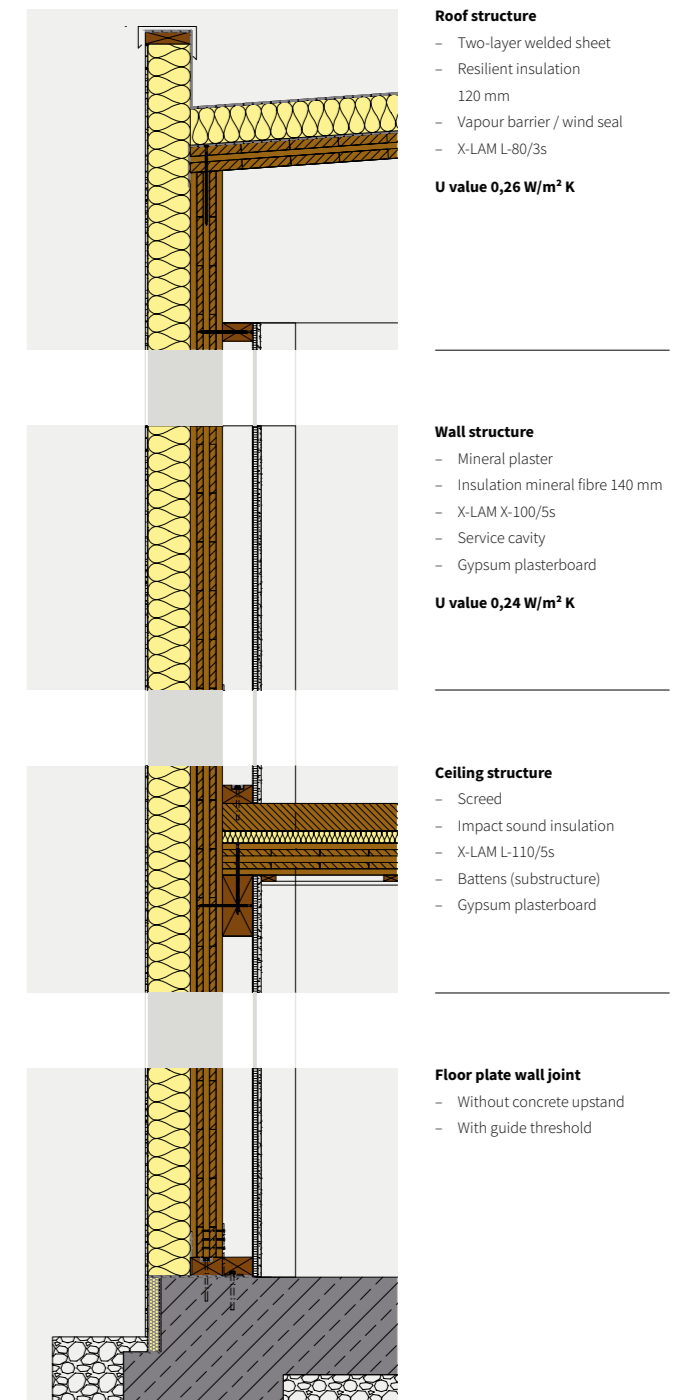 Roof structure
– Two-layer welded sheet
– Resilient insulation
120 mm
– Vapour barrier / wind seal
– X-LAM L-80/3s
U value 0,26 W/m² K
Wall structure
– Mineral plaster
– Insulation mineral fibre 140 mm
– X-LAM X-100/5s
– Service cavity
– Gypsum plasterboard
U value 0,24 W/m² K
Ceiling structure
– Screed
– Impact sound insulation
– X-LAM L-110/5s
– Battens (substructure)
– Gypsum plasterboard
Floor plate wall joint
– Without concrete upstand
– With guide threshold